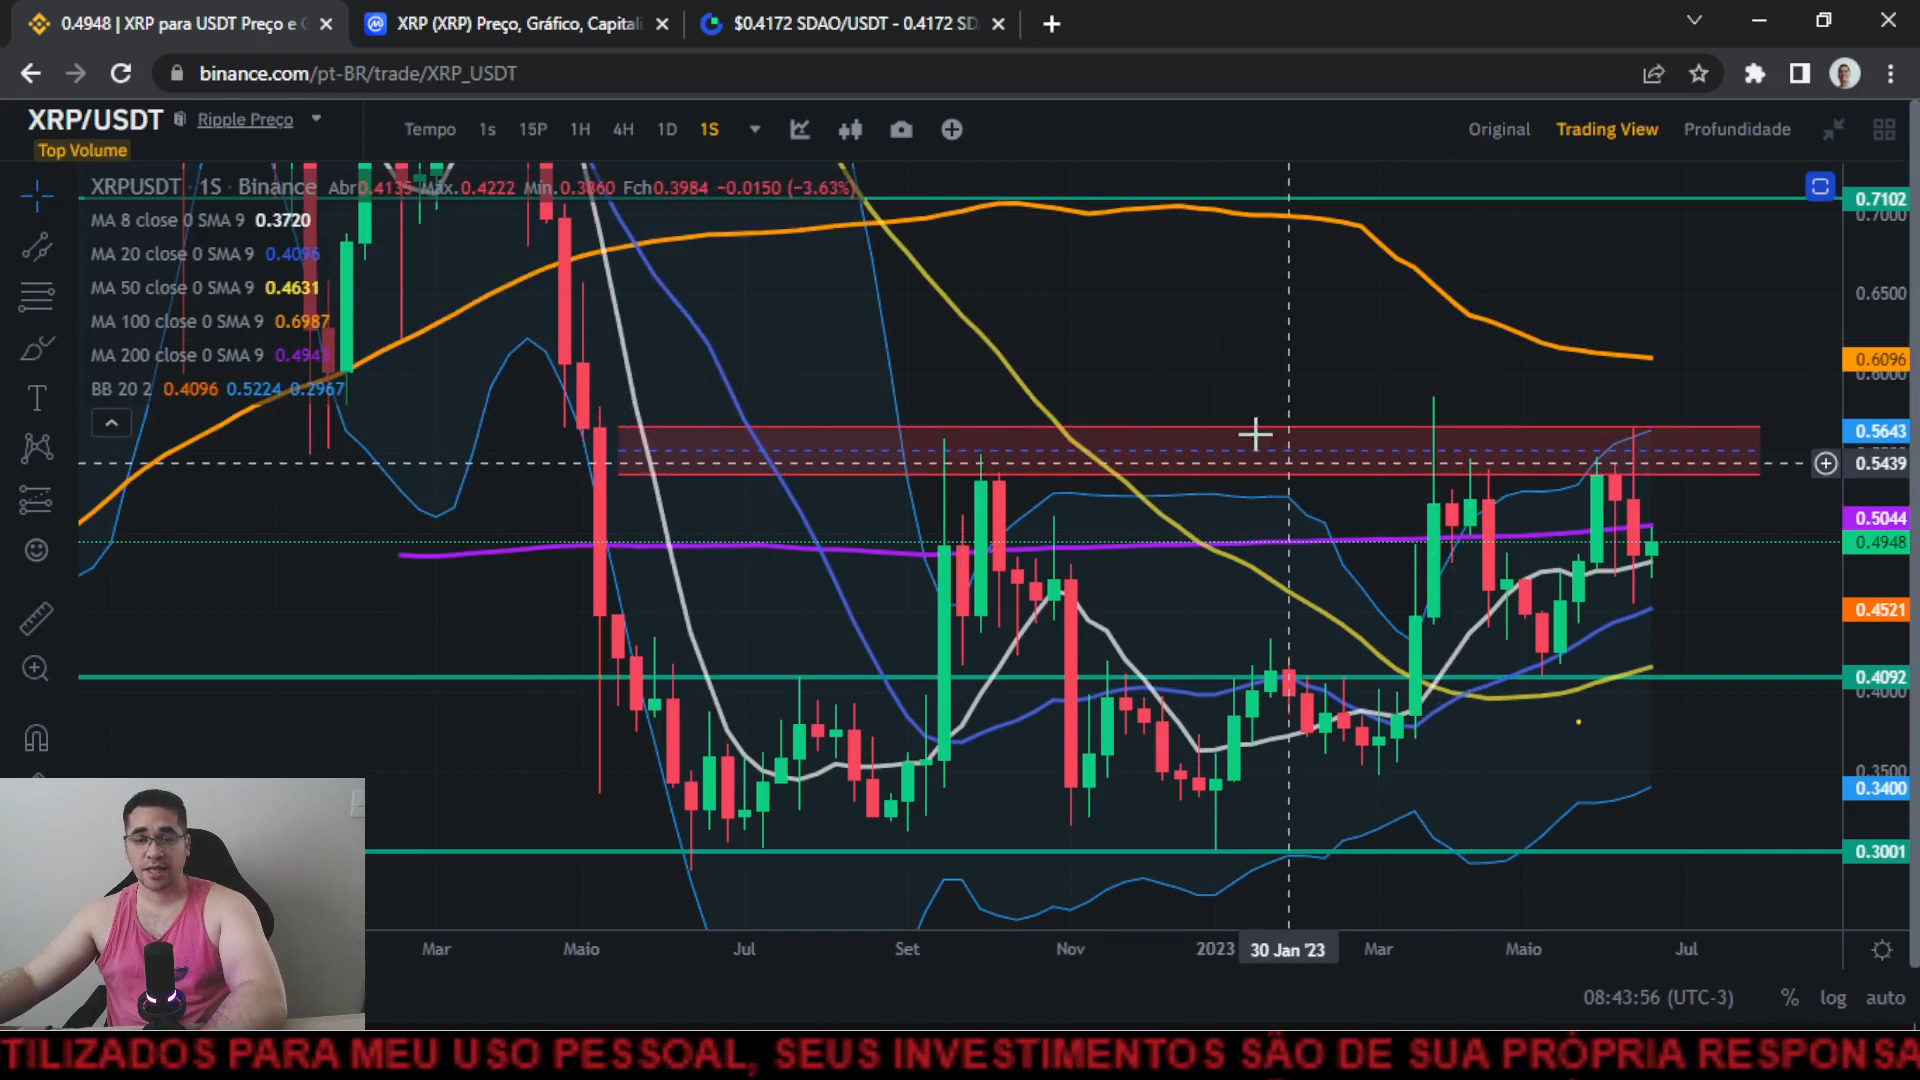 0.4948 | XRP para USDT Preço e
XRP (XRP) Preço, Gráfico, Capitali
$0.4172 SDAO/USDT - 0.4172 SD
binance.com/pt-BR/trade/XRP_USDT
XRP/USDT
Ripple Preço
Top Volume
Tempo 1s 15P 1H 4H 1D 1S
Original Trading View Profundidade
XRPUSDT · 1S · Binance Abr0.4135 Máx.0.4222 Mín.0.3860 Fch0.3984 −0.0150 (−3.63%)
MA 8 close 0 SMA 9 0.3720
MA 20 close 0 SMA 9 0.4096
MA 50 close 0 SMA 9 0.4631
MA 100 close 0 SMA 9 0.6987
MA 200 close 0 SMA 9
BB 20 2 0.4096 0.5224 0.2967
0.7102
0.7000
0.6500
0.6096
0.6000
0.5643
0.5439
0.5044
0.4948
0.4521
0.4092
0.4000
0.3500
0.3400
0.3001
Mar Maio Jul Set Nov 2023 30 Jan '23 Mar Maio Jul
08:43:56 (UTC-3) % log auto
TILIZADOS PARA MEU USO PESSOAL, SEUS INVESTIMENTOS SÃO DE SUA PRÓPRIA RESPONSA